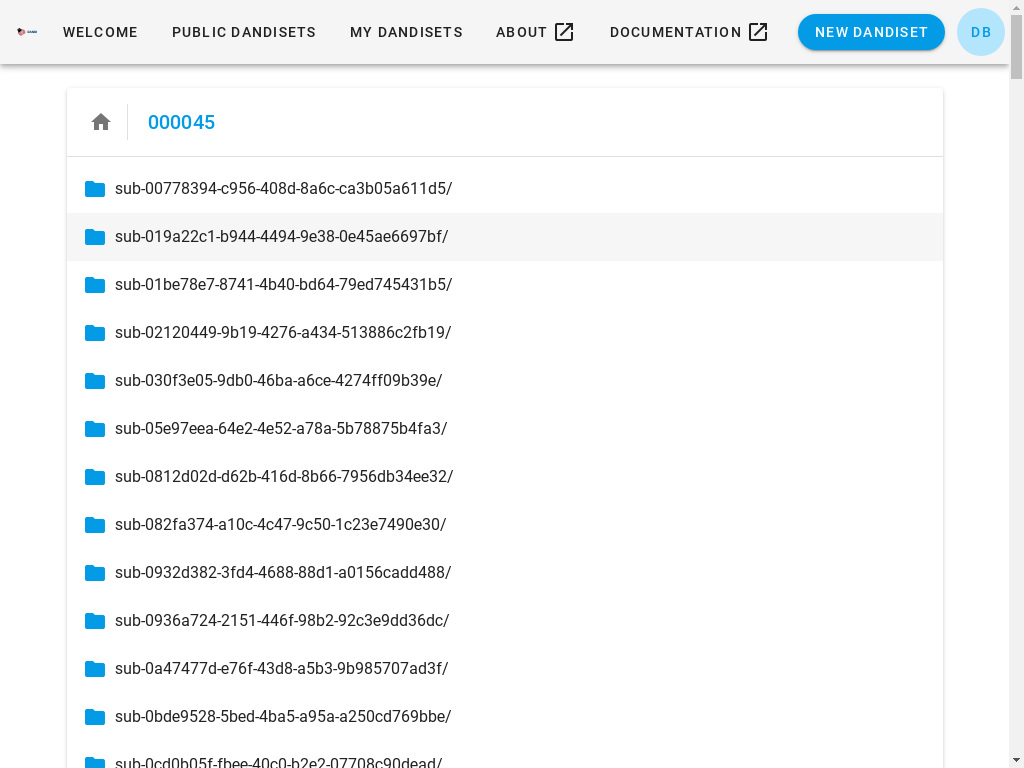 WELCOME PUBLIC DANDISETS MY DANDISETS ABOUT DOCUMENTATION NEW DANDISET DB
000045
sub-00778394-c956-408d-8a6c-ca3b05a611d5/
sub-019a22c1-b944-4494-9e38-0e45ae6697bf/
sub-01be78e7-8741-4b40-bd64-79ed745431b5/
sub-02120449-9b19-4276-a434-513886c2fb19/
sub-030f3e05-9db0-46ba-a6ce-4274ff09b39e/
sub-05e97eea-64e2-4e52-a78a-5b78875b4fa3/
sub-0812d02d-d62b-416d-8b66-7956db34ee32/
sub-082fa374-a10c-4c47-9c50-1c23e7490e30/
sub-0932d382-3fd4-4688-88d1-a0156cadd488/
sub-0936a724-2151-446f-98b2-92c3e9dd36dc/
sub-0a47477d-e76f-43d8-a5b3-9b985707ad3f/
sub-0bde9528-5bed-4ba5-a95a-a250cd769bbe/
sub-0cd0b05f-fbee-40c0-b2e2-07708c90dead/